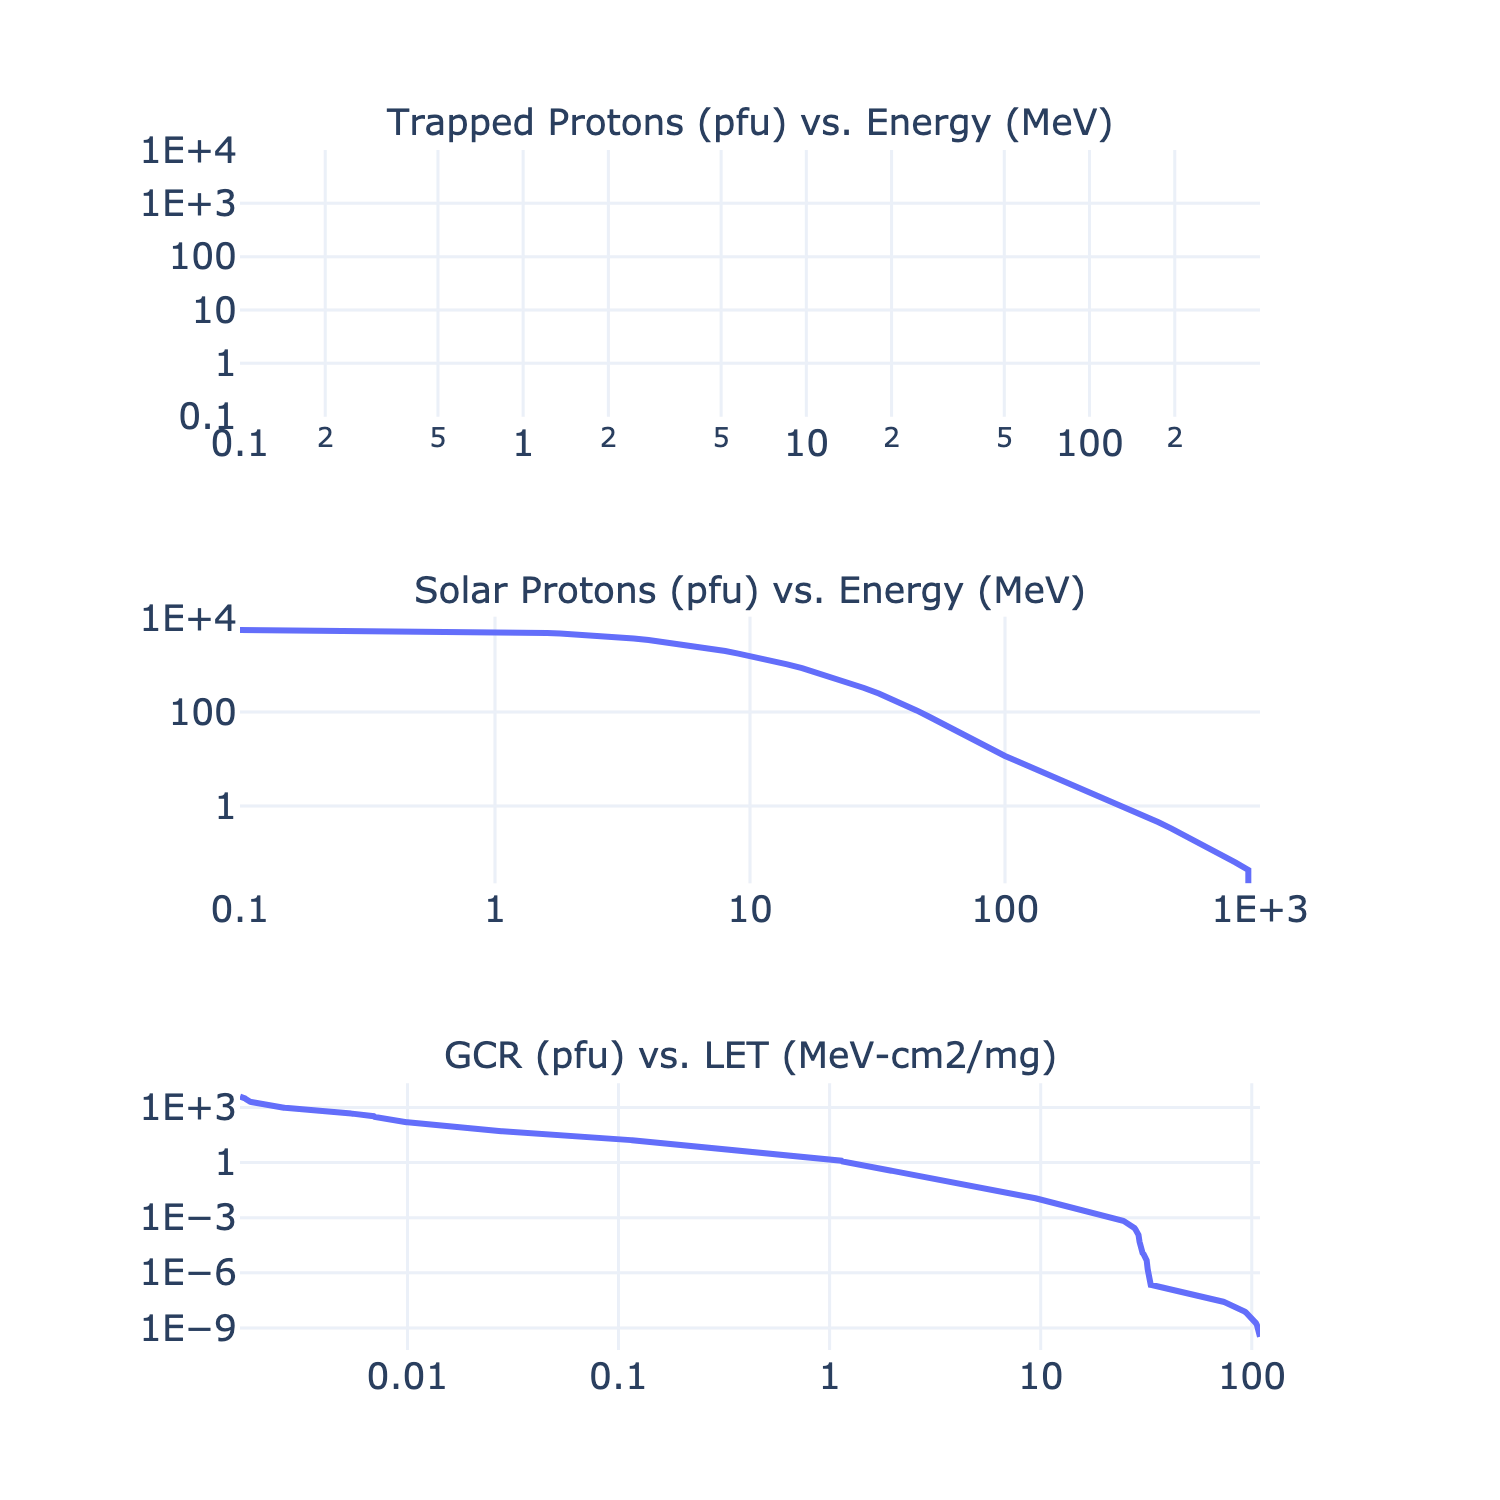 Trapped Protons (pfu) vs. Energy (MeV)
1E+4
1E+3
100
10
1
0.1
0.1 2 5 1 2 5 10 2 5 100 2
Solar Protons (pfu) vs. Energy (MeV)
1E+4
100
1
0.1 1 10 100 1E+3
GCR (pfu) vs. LET (MeV-cm2/mg)
1E+3
1
1E−3
1E−6
1E−9
0.01 0.1 1 10 100